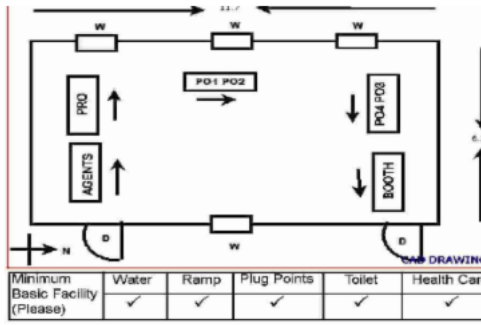 11.7
W W W
PO1 PO2
PRO
PO4 PO3
AGENTS
BOOTH
D
D
W
N
CAD DRAWING
Minimum Basic Facility (Please) Water Ramp Plug Points Toilet Health Car
✓ ✓ ✓ ✓ ✓